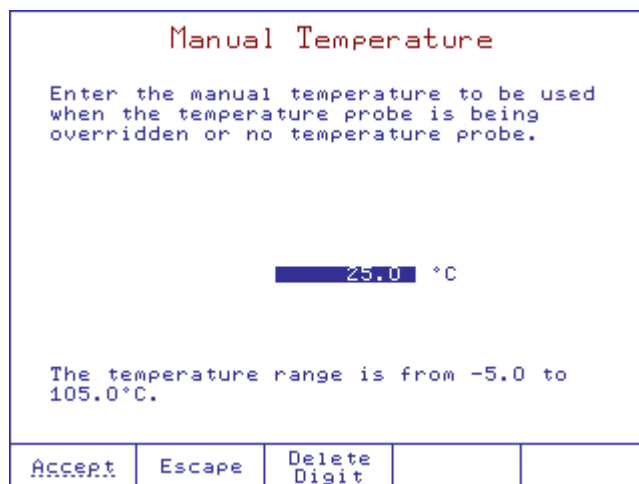 Manual Temperature
Enter the manual temperature to be used
when the temperature probe is being
overridden or no temperature probe.
25.0 °C
The temperature range is from -5.0 to
105.0°C.
Accept Escape Delete
Digit